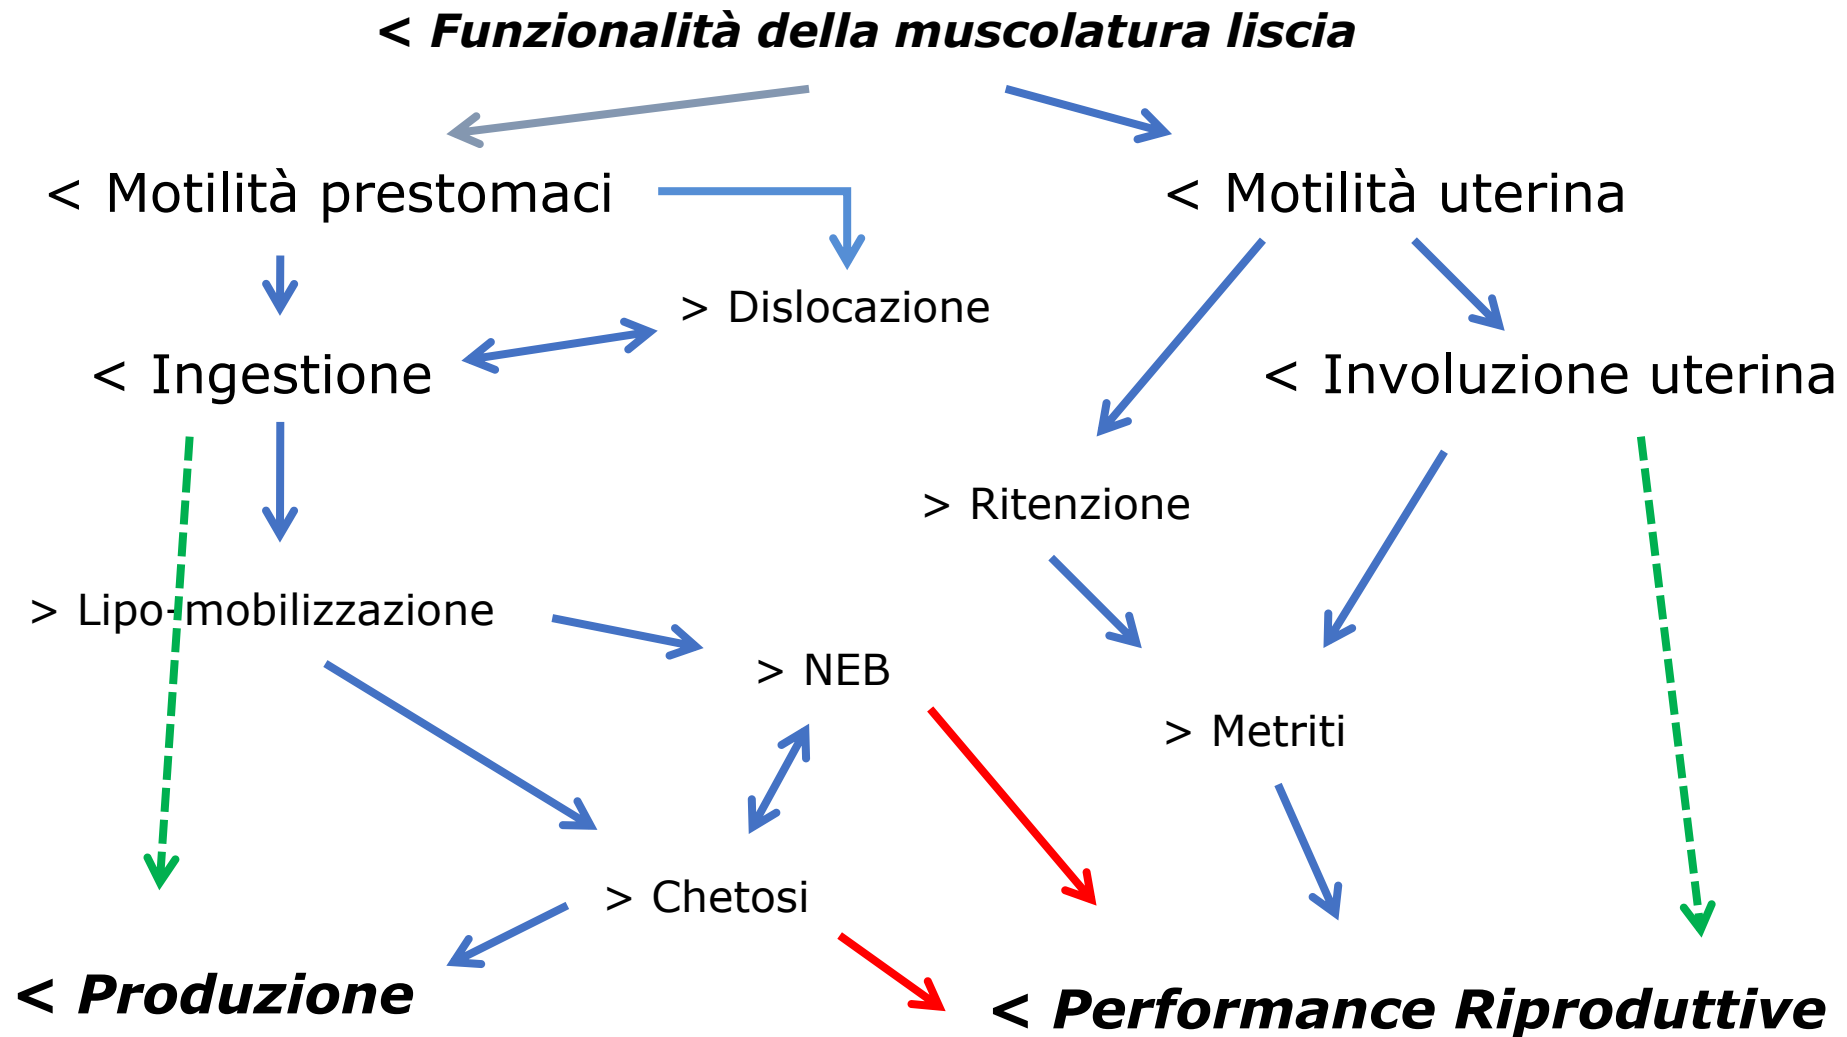 < Funzionalità della muscolatura liscia
< Motilità prestomaci
< Motilità uterina
> Dislocazione
< Ingestione
< Involuzione uterina
> Ritenzione
> Lipo-mobilizzazione
> NEB
> Metriti
> Chetosi
< Produzione
< Performance Riproduttive